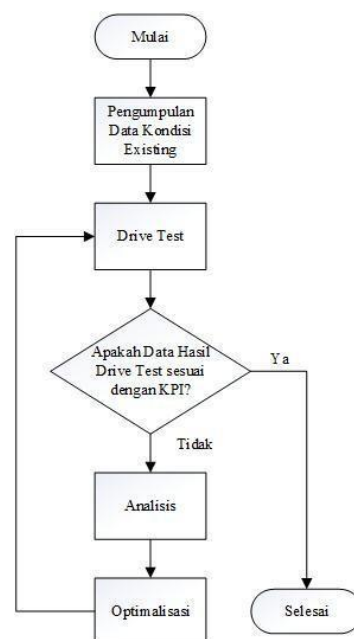 Mulai
Pengumpulan
Data Kondisi
Existing
Drive Test
Apakah Data Hasil
Drive Test sesuai
dengan KPI?
Ya
Tidak
Analisis
Optimalisasi
Selesai